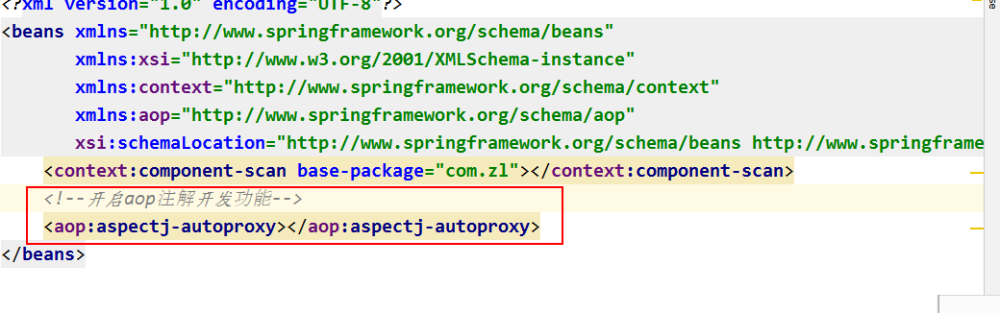 <?xml version="1.0" encoding="UTF-8"?>
<beans xmlns="http://www.springframework.org/schema/beans"
xmlns:xsi="http://www.w3.org/2001/XMLSchema-instance"
xmlns:context="http://www.springframework.org/schema/context"
xmlns:aop="http://www.springframework.org/schema/aop"
xsi:schemaLocation="http://www.springframework.org/schema/beans http://www.springframe
<context:component-scan base-package="com.zl"></context:component-scan>
<!--开启aop注解开发功能-->
<aop:aspectj-autoproxy></aop:aspectj-autoproxy>
</beans>